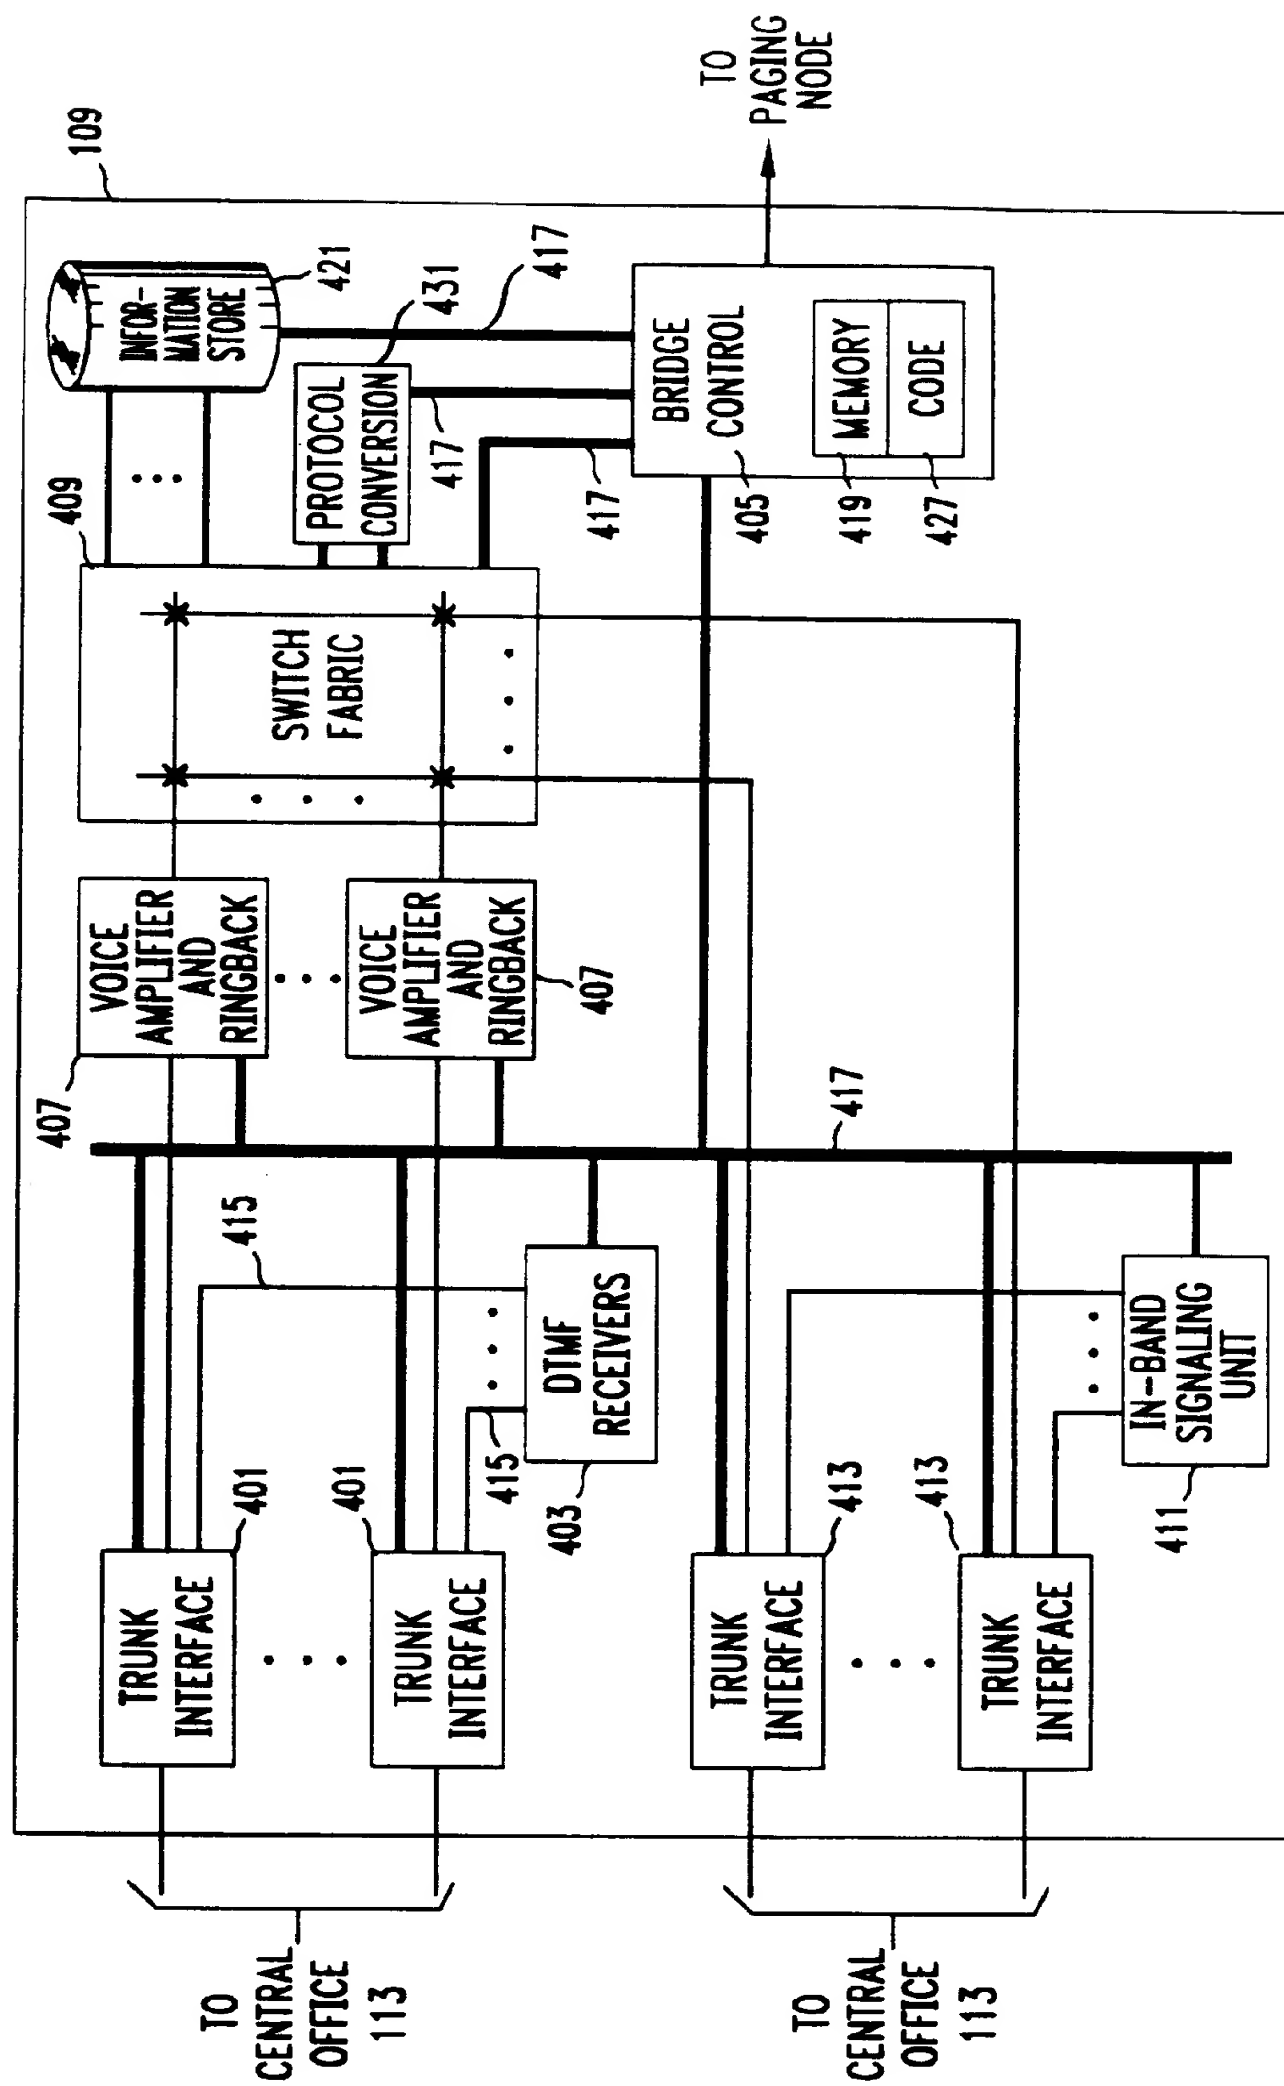 109
TO
PAGING
NODE
INFOR-
MATION
STORE
421
417
431
PROTOCOL
CONVERSION
417
417
BRIDGE
CONTROL
405
MEMORY
419
CODE
427
409
SWITCH
FABRIC
VOICE
AMPLIFIER
AND
RINGBACK
407
VOICE
AMPLIFIER
AND
RINGBACK
407
417
415
415
DTMF
RECEIVERS
403
IN-BAND
SIGNALING
UNIT
411
TRUNK
INTERFACE
401
TRUNK
INTERFACE
401
TRUNK
INTERFACE
413
TRUNK
INTERFACE
413
TO
CENTRAL
OFFICE
113
TO
CENTRAL
OFFICE
113